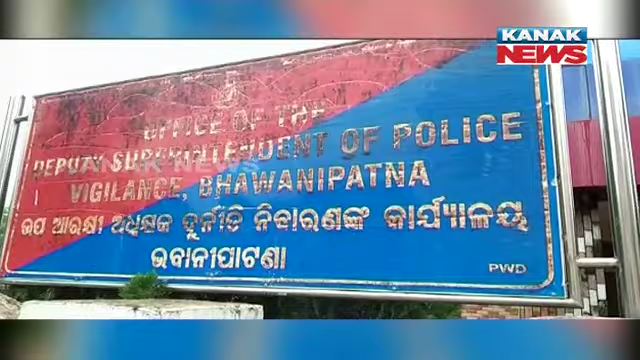 KANAK
NEWS
OFFICE OF THE
DEPUTY SUPERINTENDENT OF POLICE
VIGILANCE, BHAWANIPATNA
ଉପ ଆରକ୍ଷୀ ଅଧିକ୍ଷକ ଦୁର୍ନୀତି ନିବାରଣଙ୍କ କାର୍ଯ୍ୟାଳୟ
ଭବାନୀପାଟଣା
PWD